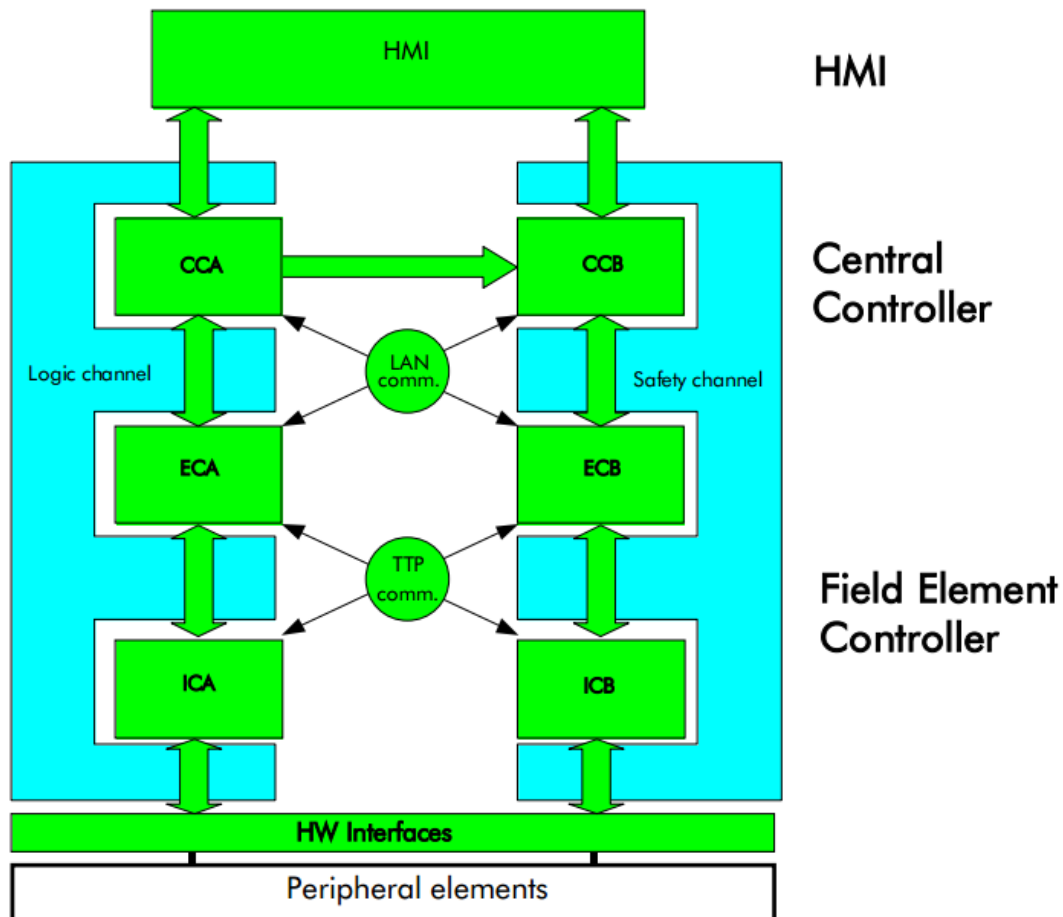 HMI
HMI
CCA
CCB
Central
Controller
LAN
comm.
Logic channel
Safety channel
ECA
ECB
TTP
comm.
Field Element
Controller
ICA
ICB
HW Interfaces
Peripheral elements